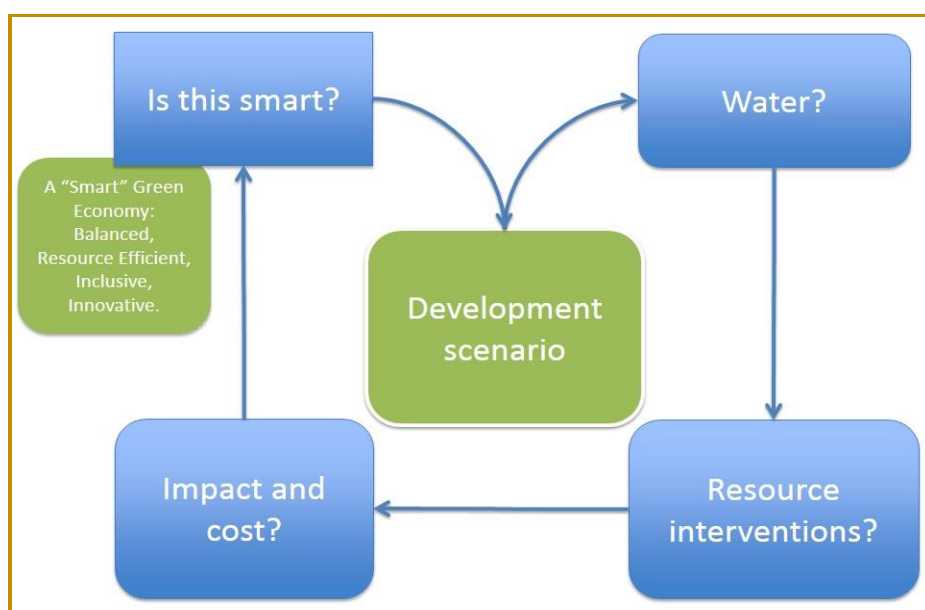 Is this smart?
Water?
A “Smart” Green
Economy:
Balanced,
Resource Efficient,
Inclusive,
Innovative.
Development
scenario
Impact and
cost?
Resource
interventions?